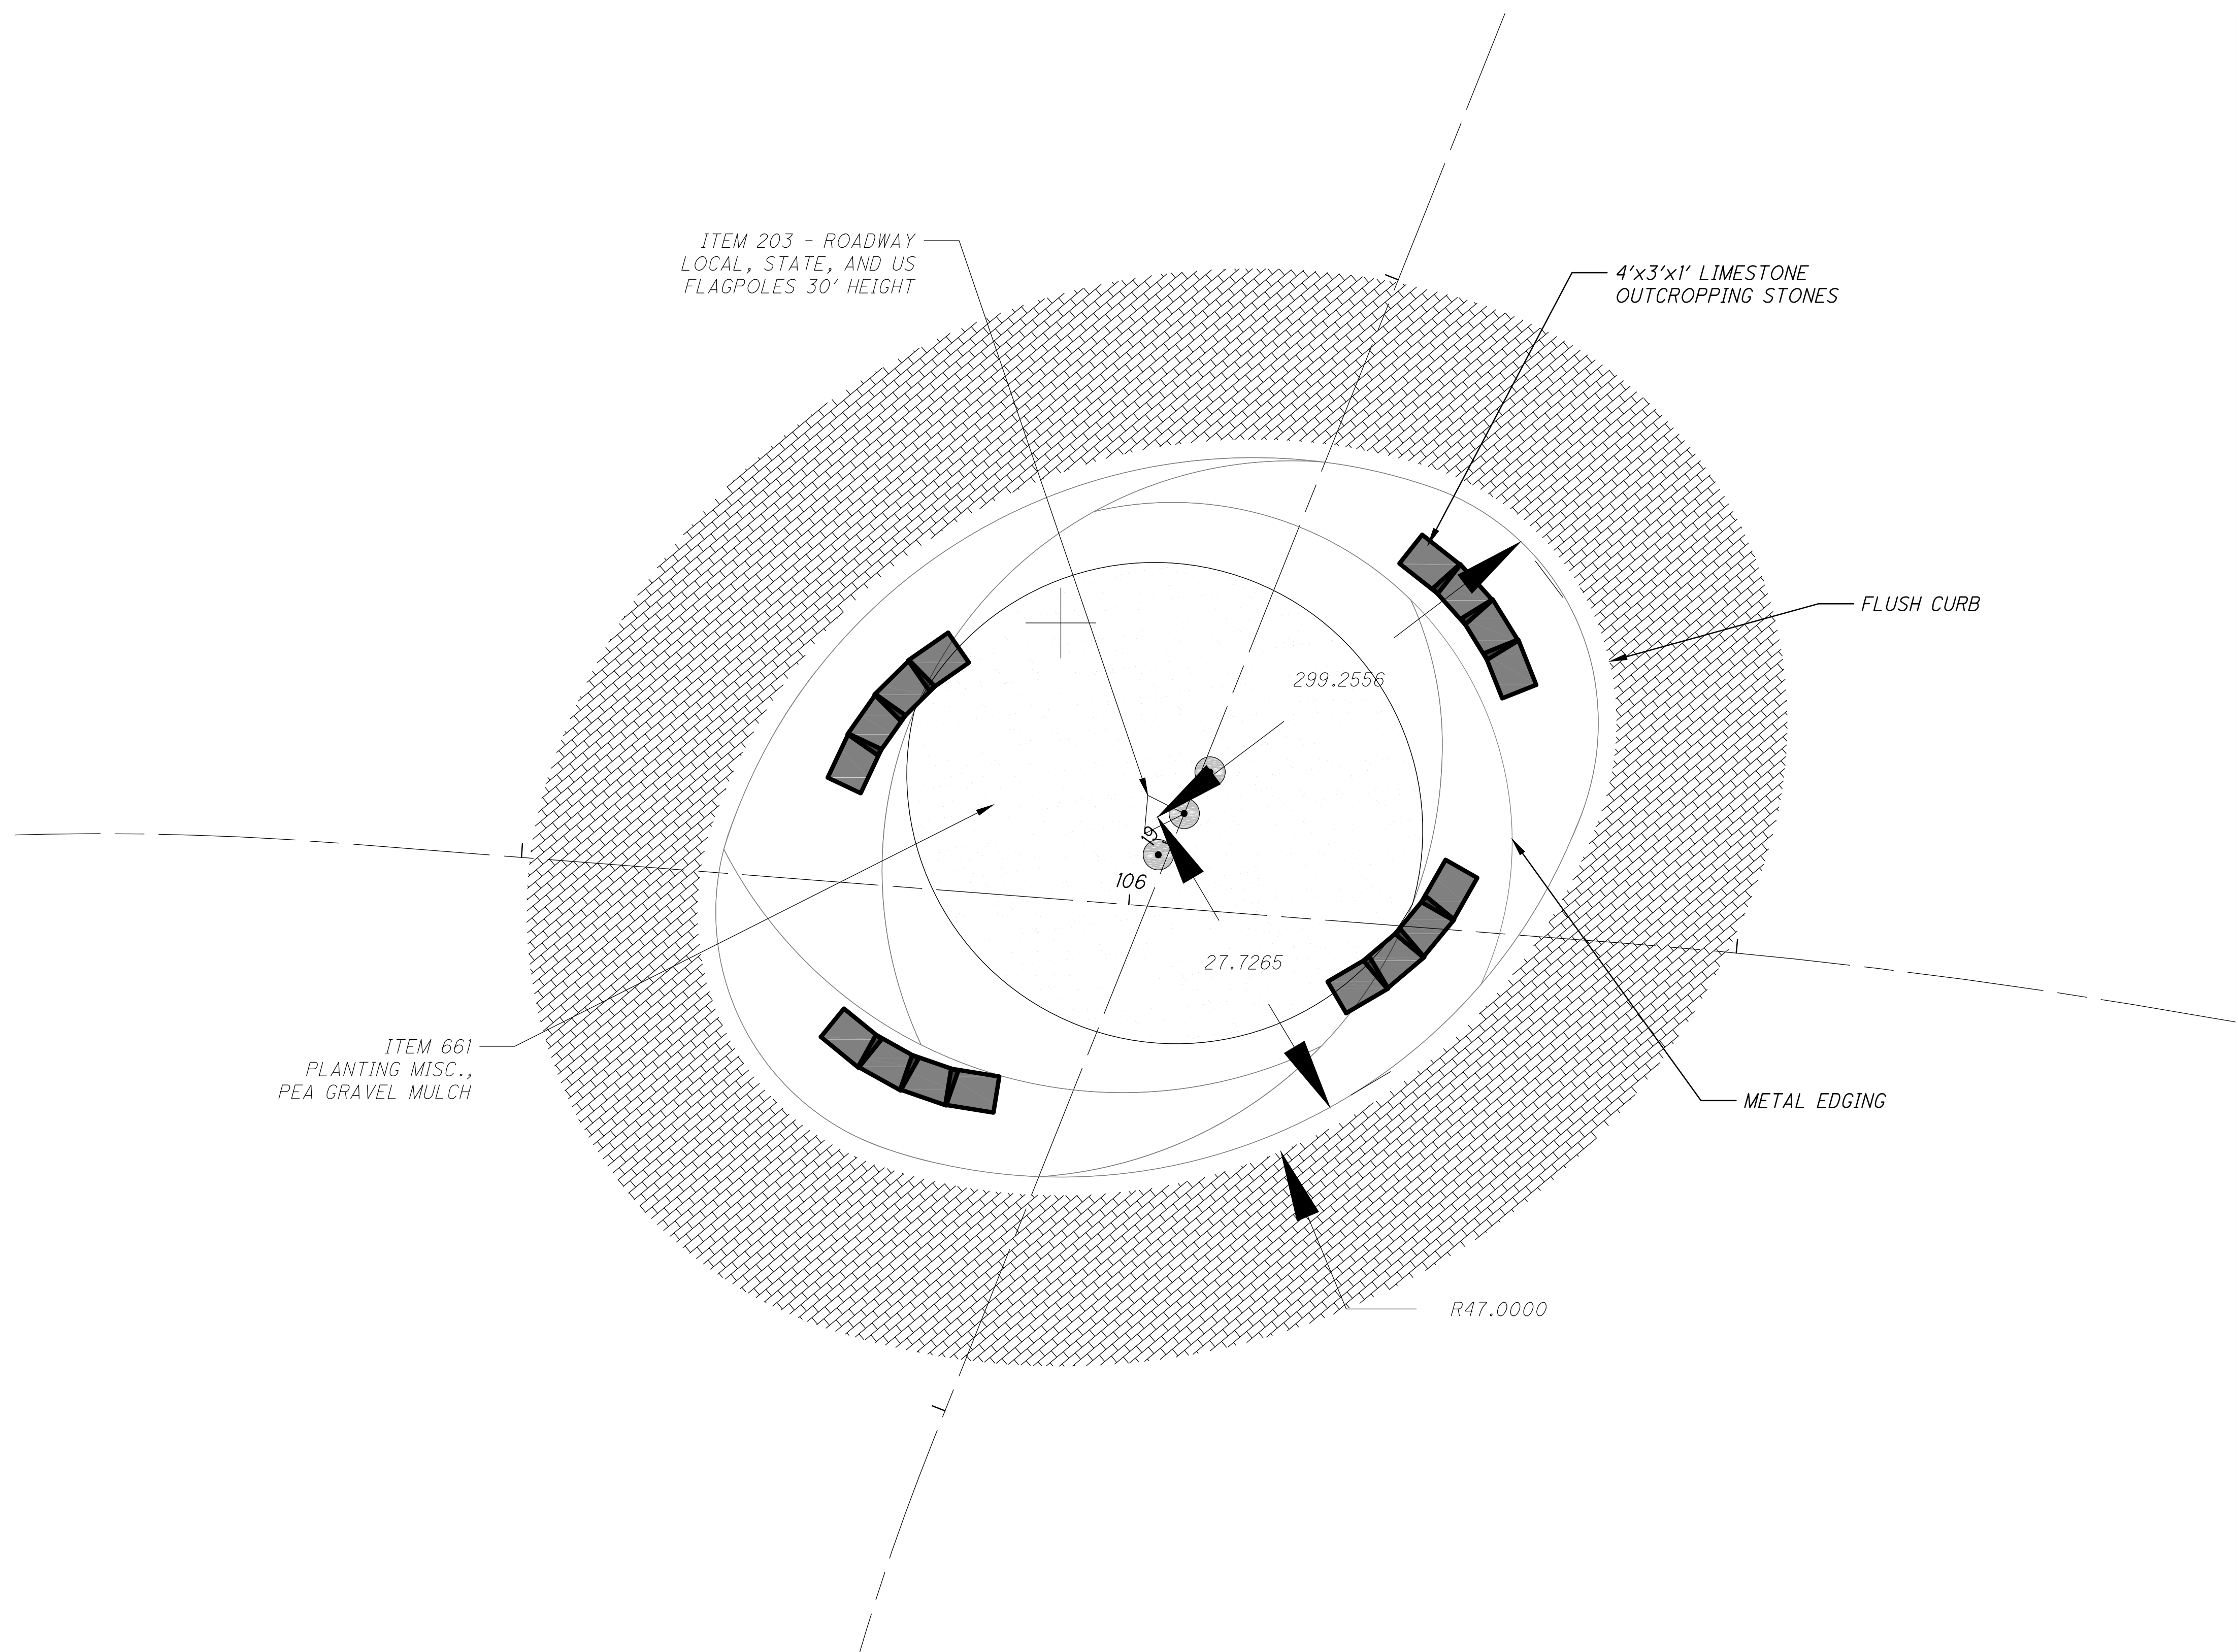 ITEM 203 - ROADWAY
LOCAL, STATE, AND US
FLAGPOLES 30' HEIGHT
4'x3'x1' LIMESTONE
OUTCROPPING STONES
FLUSH CURB
299.2556
19
106
27.7265
ITEM 661
PLANTING MISC.,
PEA GRAVEL MULCH
METAL EDGING
R47.0000